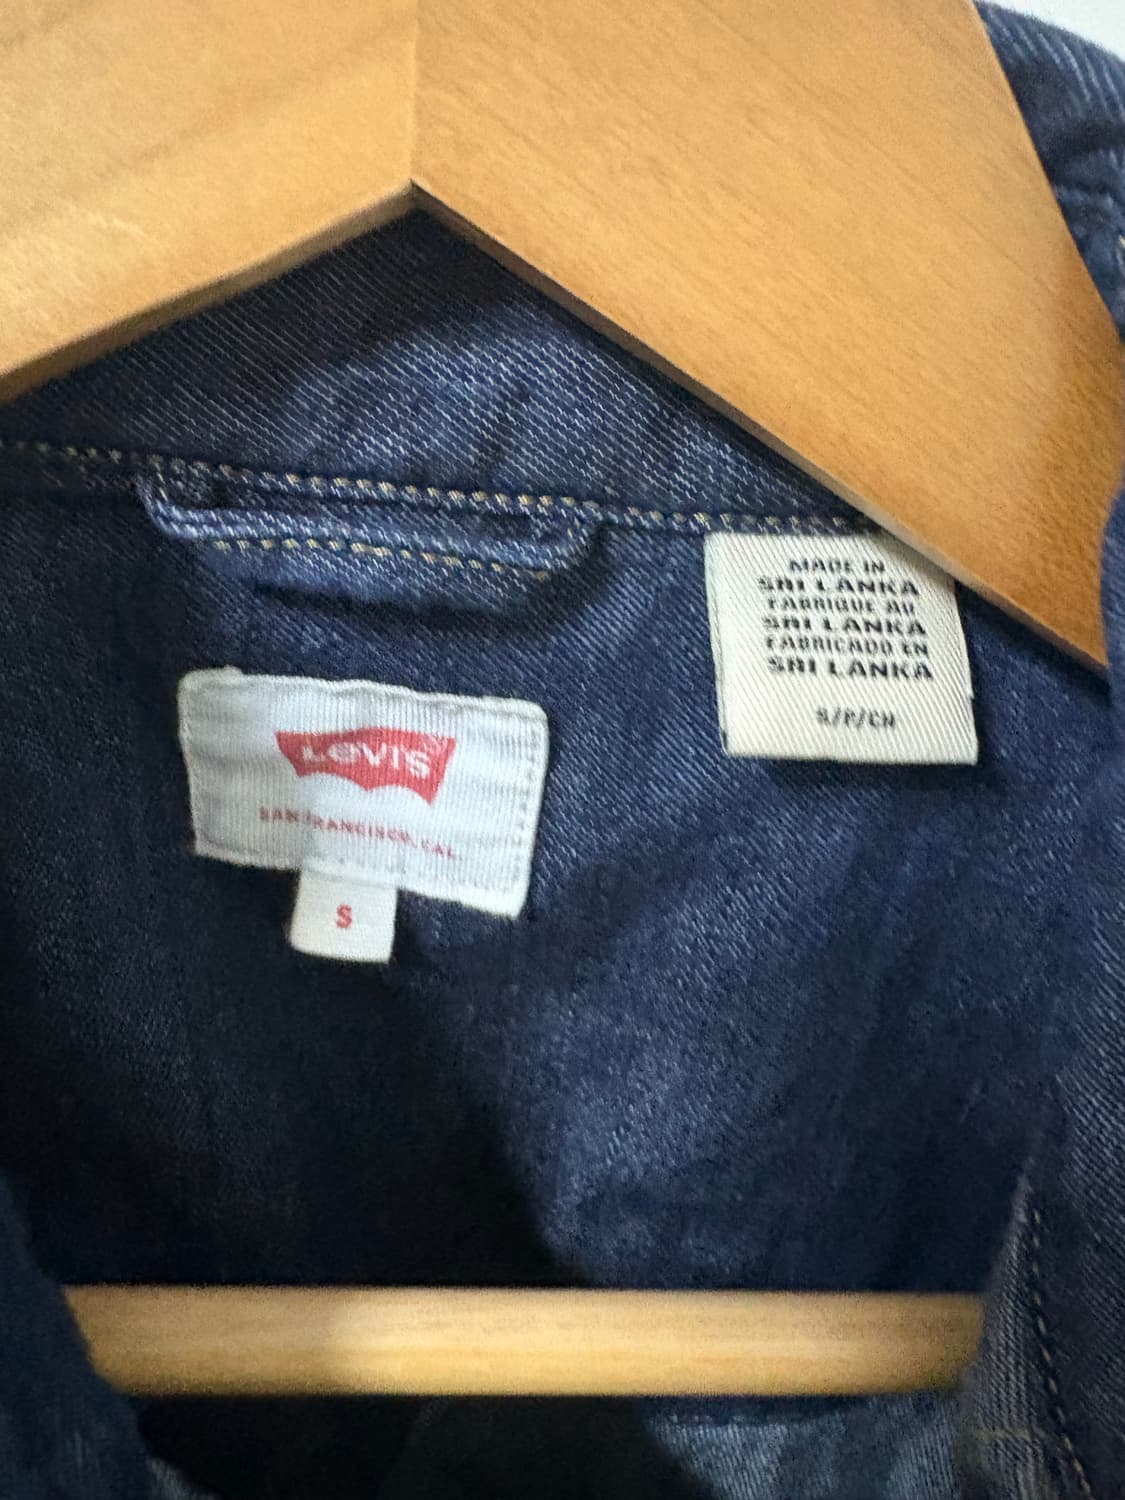 LEVI'S
SAN FRANCISCO, CAL.
S
MADE IN
SRI LANKA
FABRIQUE AU
SRI LANKA
FABRICADO EN
SRI LANKA
S/P/CH